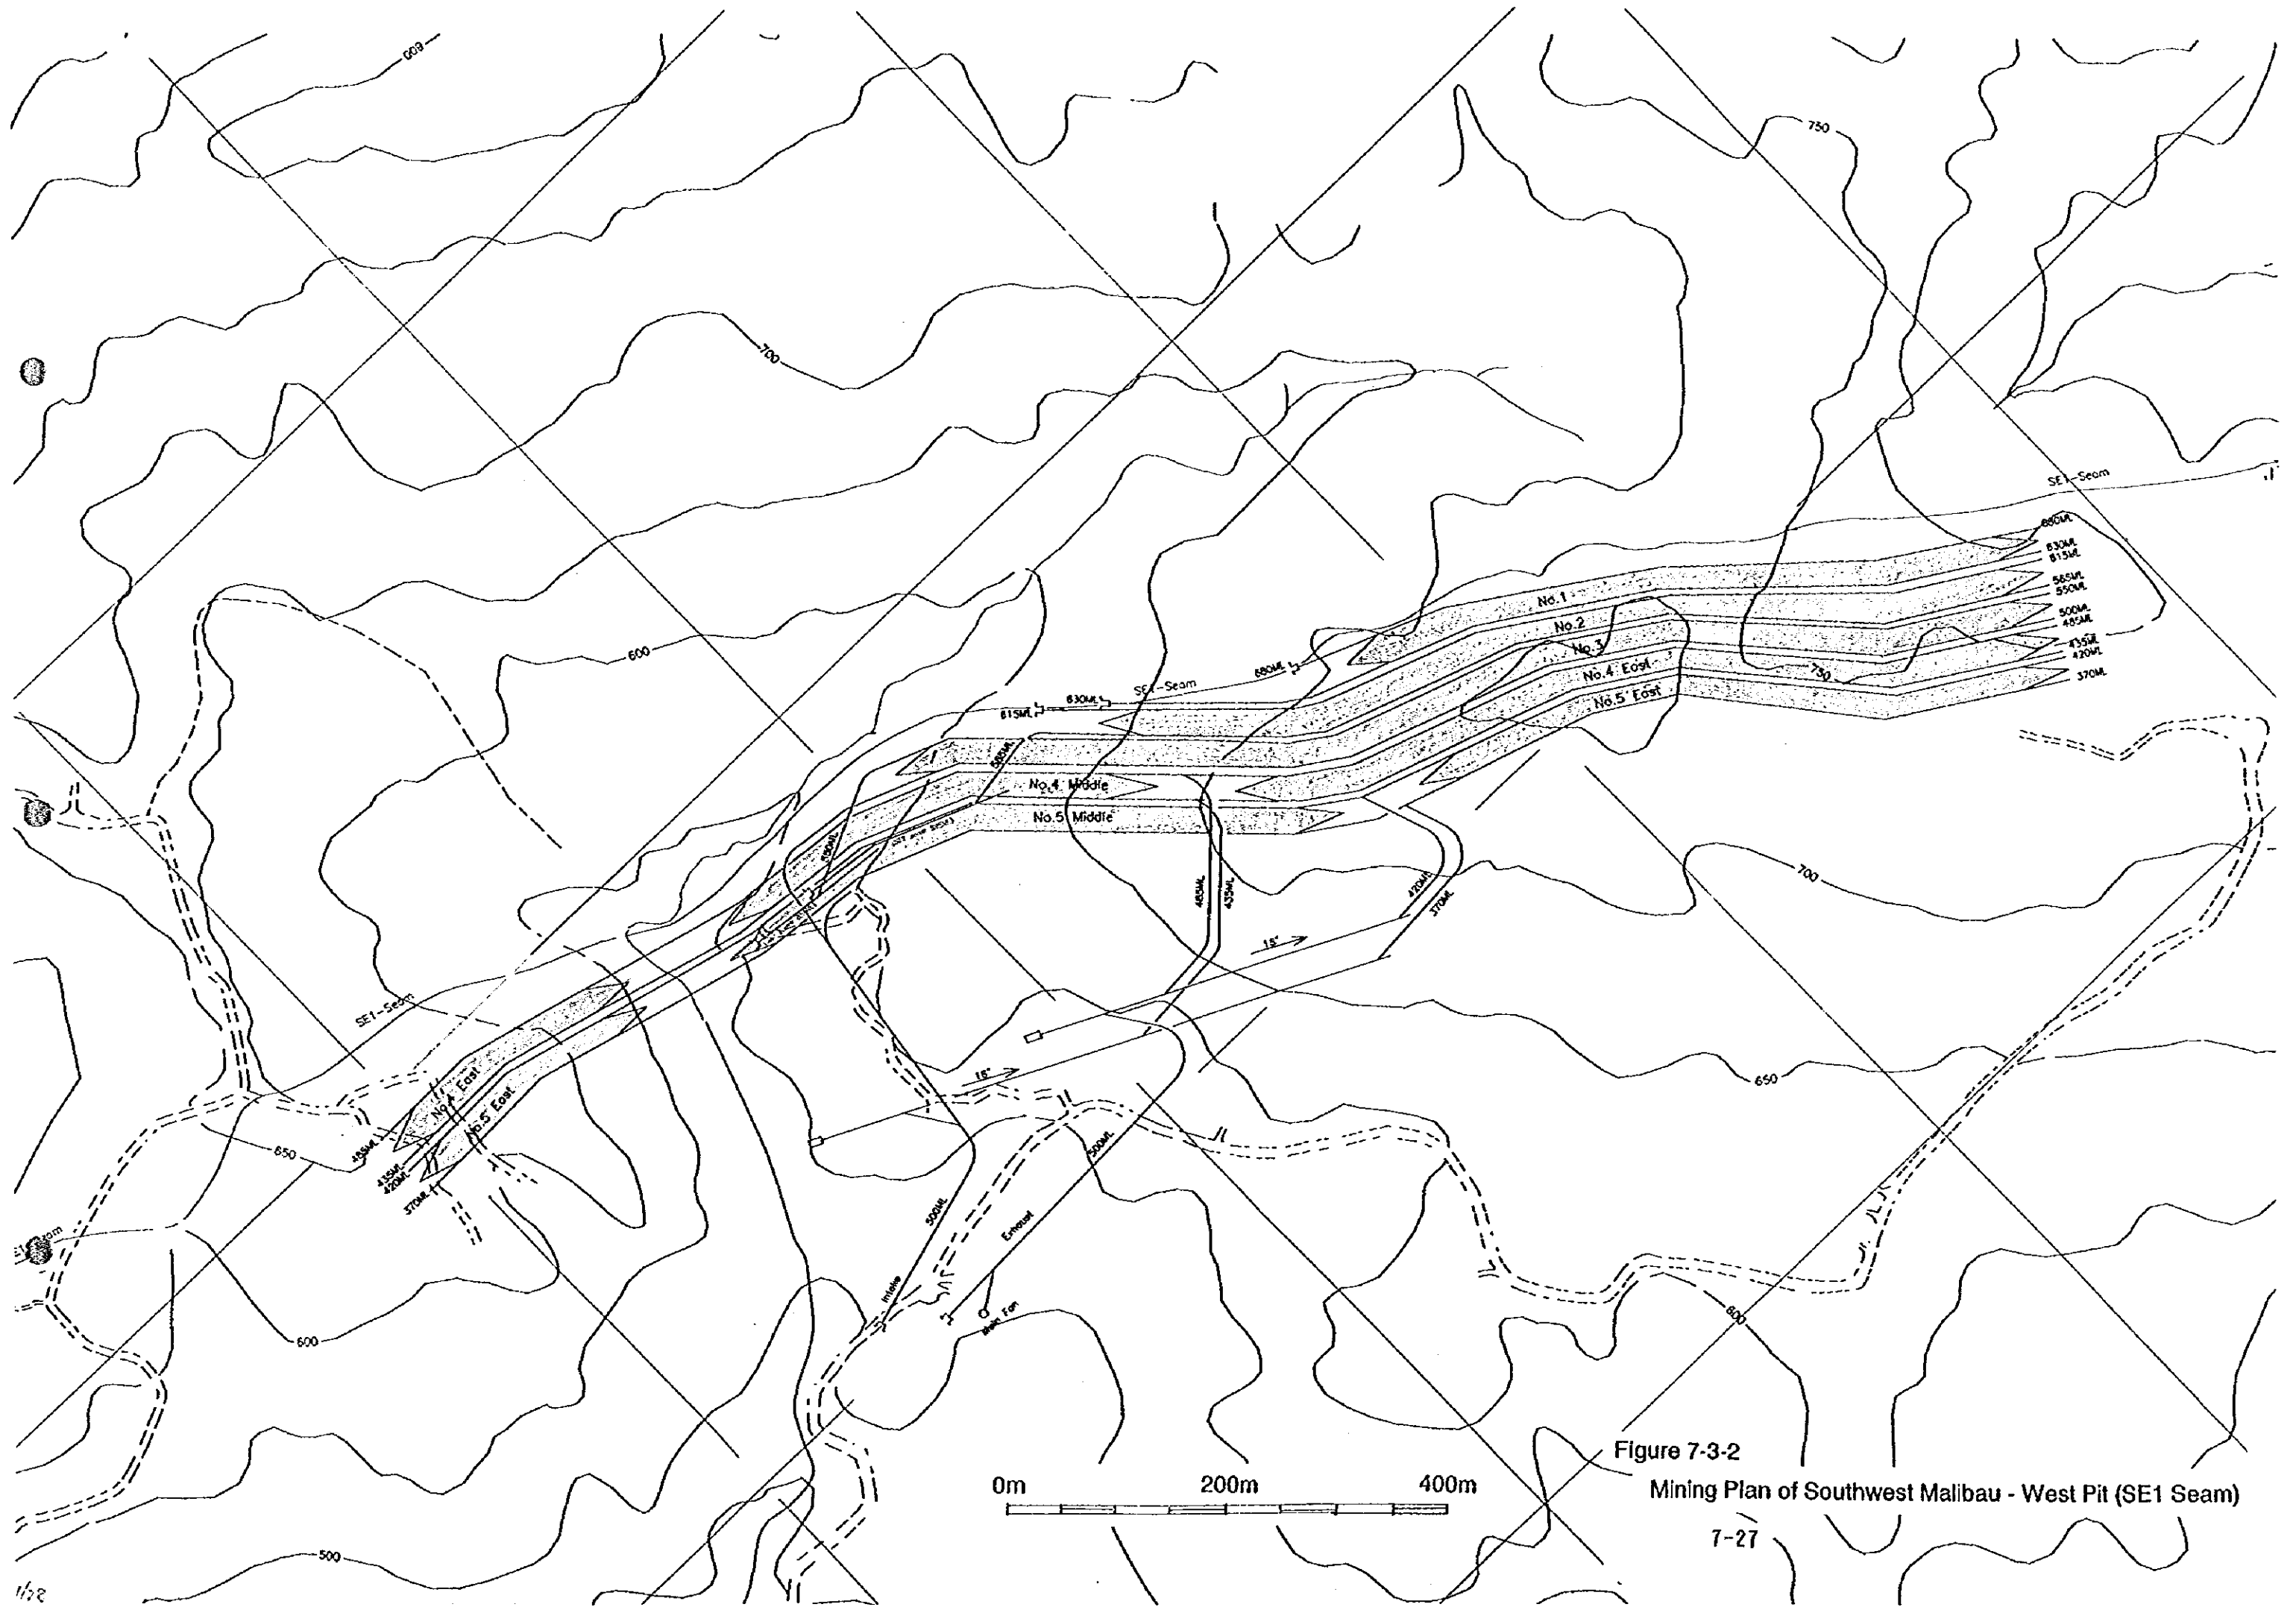 600
750
700
SE1-Seam
680ML
630ML
615ML
565ML
550ML
500ML
485ML
435ML
420ML
370ML
No.1
No.2
No.3
No.4 East
No.5 East
600
680ML
SE1-Seam
630ML
615ML
565ML
750
No.4 Middle
No.5 Middle
500ML
485ML
435ML
420ML
370ML
700
15°
SE1-Seam
650
15°
No.4 East
No.5 East
485ML
435ML
420ML
370ML
650
500ML
500ML
Exhaust
Intake
Main Fan
600
600
500
0m 200m 400m
Figure 7-3-2
Mining Plan of Southwest Malibau - West Pit (SE1 Seam)
7-27